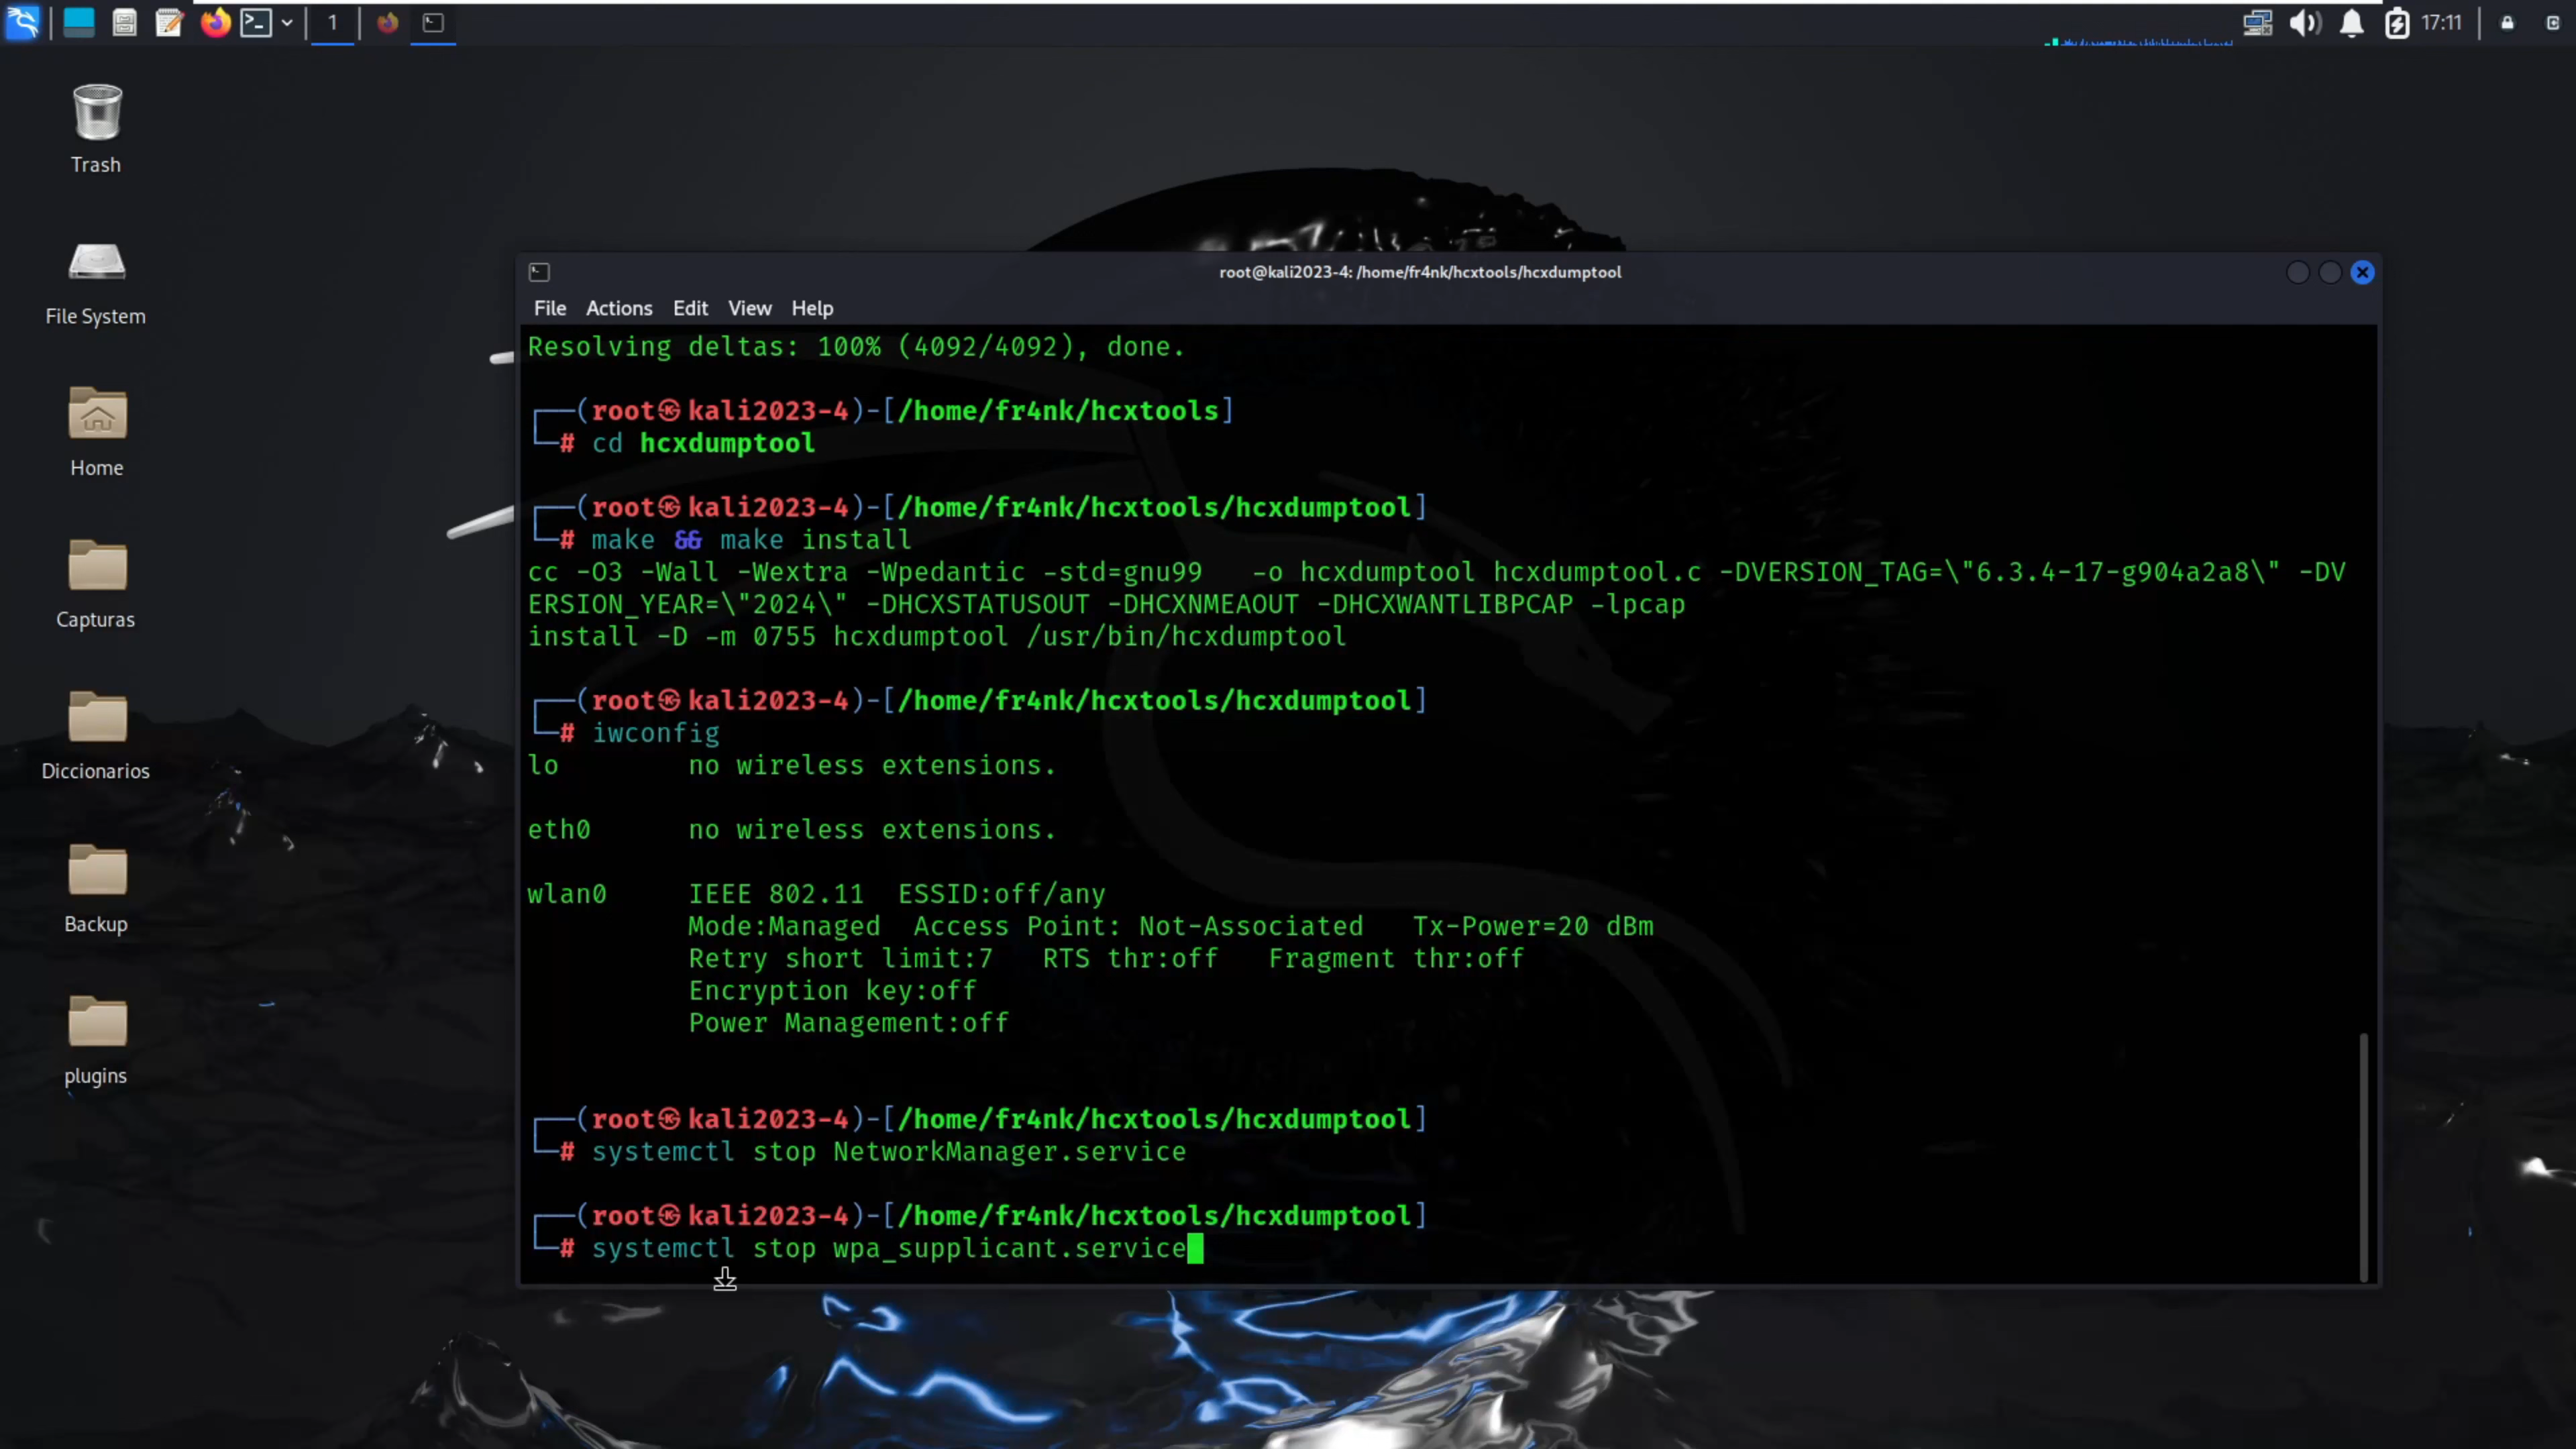 1
17:11
Trash
File System
Home
Capturas
Diccionarios
Backup
plugins
root@kali2023-4: /home/fr4nk/hcxtools/hcxdumptool
File Actions Edit View Help
Resolving deltas: 100% (4092/4092), done.
┌──(root㉿kali2023-4)-[/home/fr4nk/hcxtools]
└─# cd hcxdumptool
┌──(root㉿kali2023-4)-[/home/fr4nk/hcxtools/hcxdumptool]
└─# make && make install
cc -O3 -Wall -Wextra -Wpedantic -std=gnu99   -o hcxdumptool hcxdumptool.c -DVERSION_TAG=\"6.3.4-17-g904a2a8\" -DV
ERSION_YEAR=\"2024\" -DHCXSTATUSOUT -DHCXNMEAOUT -DHCXWANTLIBPCAP -lpcap
install -D -m 0755 hcxdumptool /usr/bin/hcxdumptool
┌──(root㉿kali2023-4)-[/home/fr4nk/hcxtools/hcxdumptool]
└─# iwconfig
lo        no wireless extensions.
eth0      no wireless extensions.
wlan0     IEEE 802.11  ESSID:off/any
Mode:Managed  Access Point: Not-Associated   Tx-Power=20 dBm
Retry short limit:7   RTS thr:off   Fragment thr:off
Encryption key:off
Power Management:off
┌──(root㉿kali2023-4)-[/home/fr4nk/hcxtools/hcxdumptool]
└─# systemctl stop NetworkManager.service
┌──(root㉿kali2023-4)-[/home/fr4nk/hcxtools/hcxdumptool]
└─# systemctl stop wpa_supplicant.service